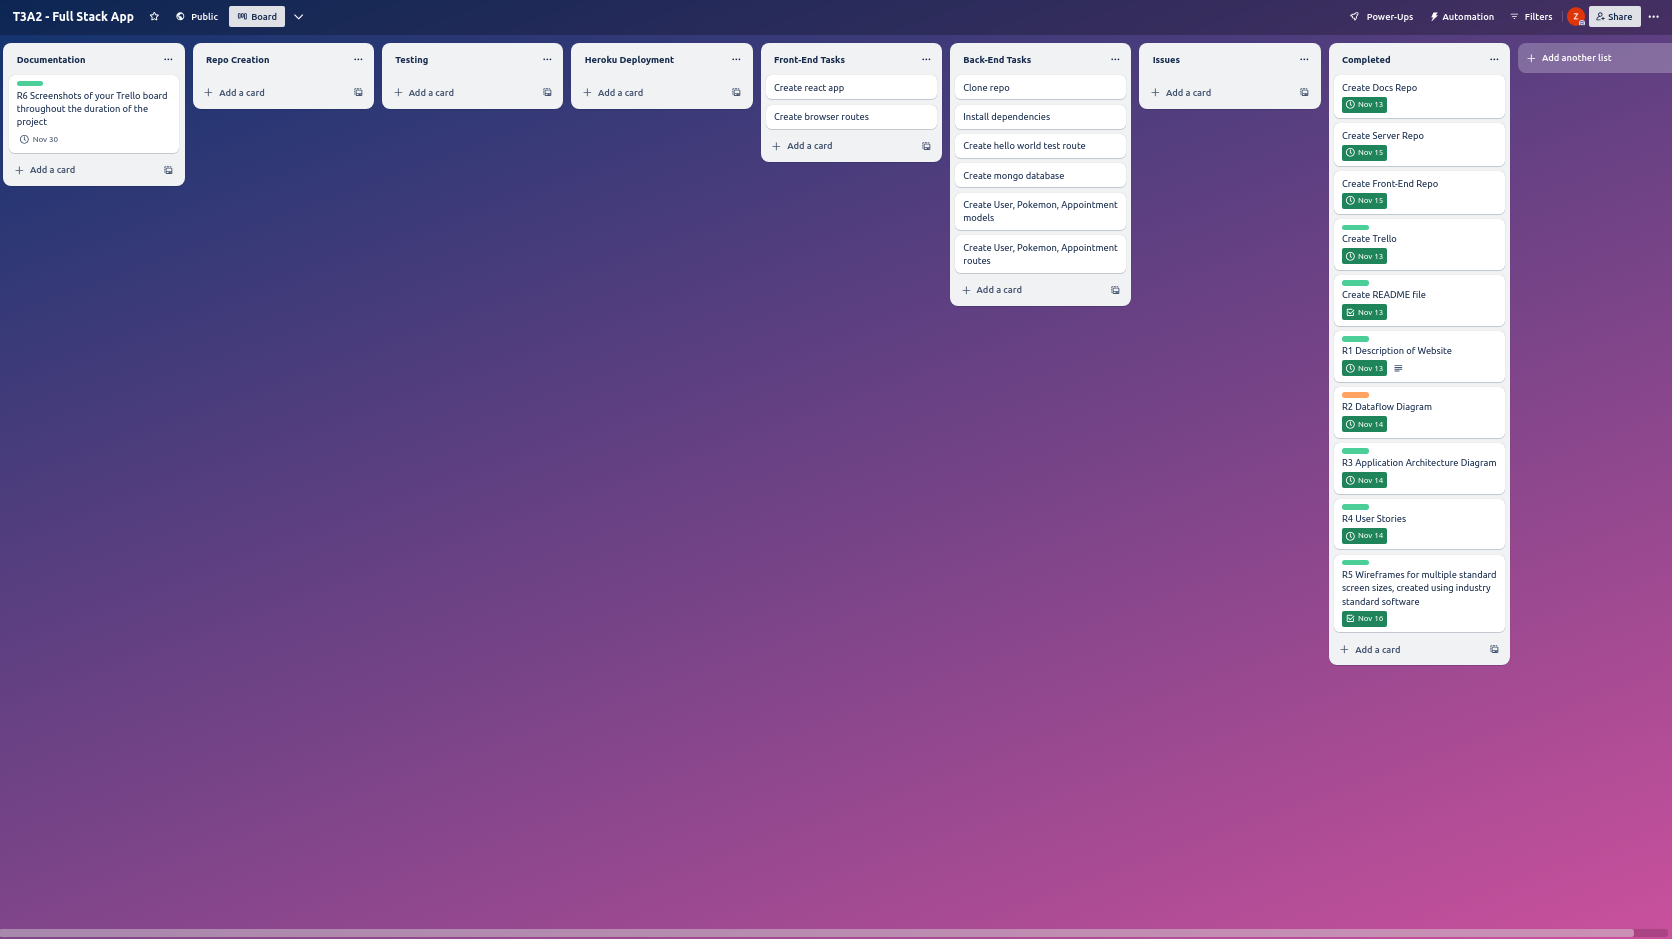 T3A2 - Full Stack App
Public
Board
Power-Ups
Automation
Filters
Z
Share
Documentation
R6 Screenshots of your Trello board
throughout the duration of the
project
Nov 30
Add a card
Repo Creation
Add a card
Testing
Add a card
Heroku Deployment
Add a card
Front-End Tasks
Create react app
Create browser routes
Add a card
Back-End Tasks
Clone repo
Install dependencies
Create hello world test route
Create mongo database
Create User, Pokemon, Appointment
models
Create User, Pokemon, Appointment
routes
Add a card
Issues
Add a card
Completed
Create Docs Repo
Nov 13
Create Server Repo
Nov 15
Create Front-End Repo
Nov 15
Create Trello
Nov 13
Create README file
Nov 13
R1 Description of Website
Nov 13
R2 Dataflow Diagram
Nov 14
R3 Application Architecture Diagram
Nov 14
R4 User Stories
Nov 14
R5 Wireframes for multiple standard
screen sizes, created using industry
standard software
Nov 16
Add a card
Add another list